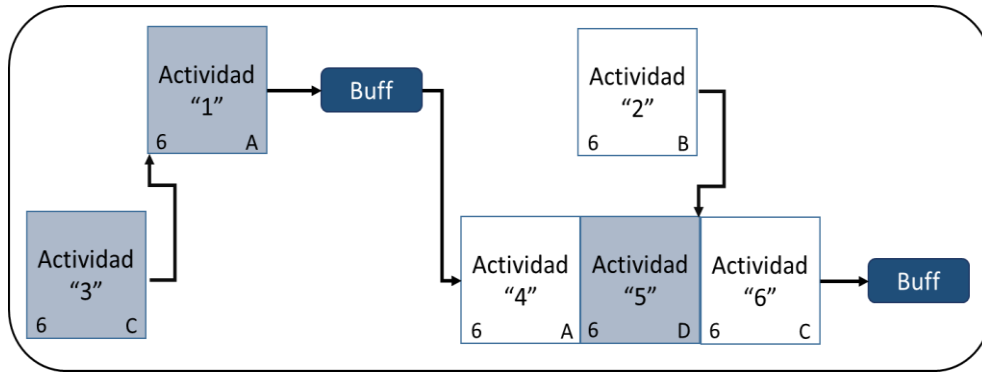 Actividad
“1”
6 A
Buff
Actividad
“2”
6 B
Actividad
“3”
6 C
Actividad
“4”
6 A
Actividad
“5”
6 D
Actividad
“6”
6 C
Buff